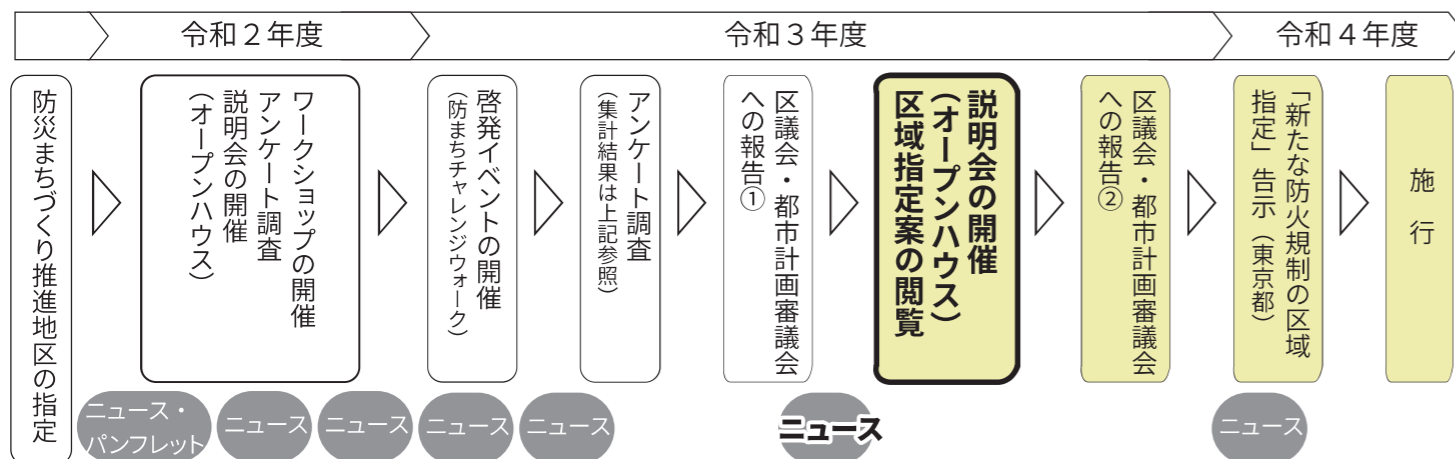 令和２年度
令和３年度
令和４年度
防災まちづくり推進地区の指定
ワークショップの開催
アンケート調査
説明会の開催
（オープンハウス）
啓発イベントの開催
（防まちチャレンジウォーク）
アンケート調査
（集計結果は上記参照）
区議会・都市計画審議会
への報告①
説明会の開催
（オープンハウス）
区域指定案の閲覧
区議会・都市計画審議会
への報告②
「新たな防火規制の区域
指定」告示（東京都）
施行
ニュース・
パンフレット
ニュース
ニュース
ニュース
ニュース
ニュース
ニュース